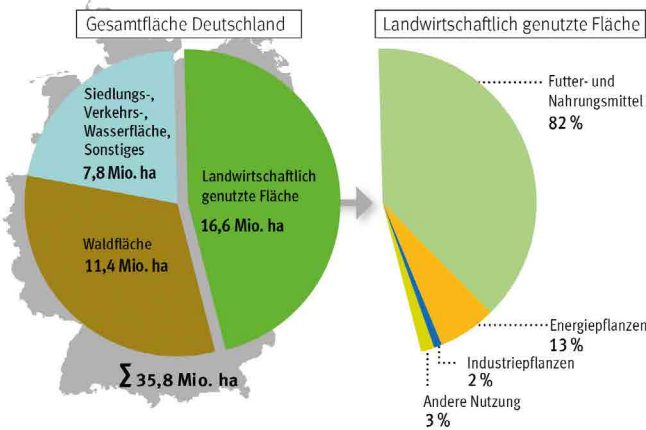 Gesamtfläche Deutschland
Siedlungs-,
Verkehrs-,
Wasserfläche,
Sonstiges
7,8 Mio. ha
Landwirtschaftlich
genutzte Fläche
16,6 Mio. ha
Waldfläche
11,4 Mio. ha
∑ 35,8 Mio. ha
Landwirtschaftlich genutzte Fläche
Futter- und
Nahrungsmittel
82 %
Energiepflanzen
13 %
Industriepflanzen
2 %
Andere Nutzung
3 %